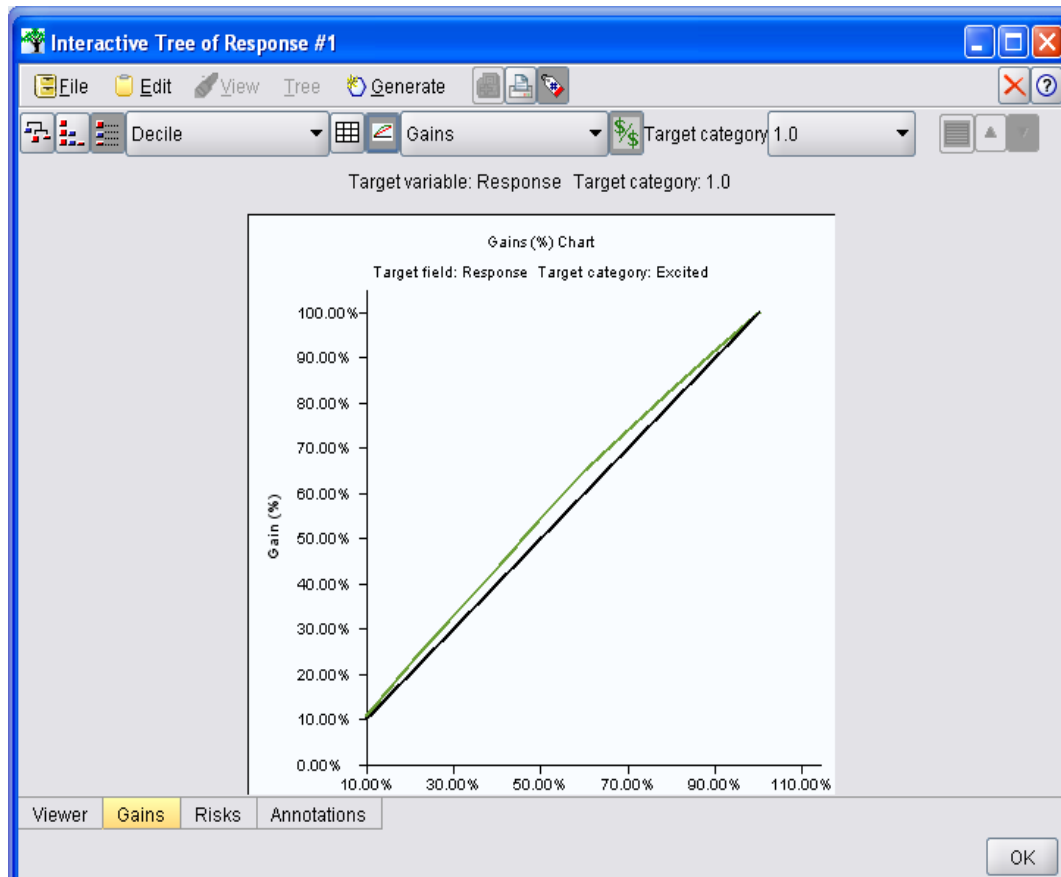 Interactive Tree of Response #1
File Edit View Tree Generate
Decile Gains $/$ Target category 1.0
Target variable: Response Target category: 1.0
Gains (%) Chart
Target field: Response Target category: Excited
100.00%
90.00%
80.00%
70.00%
60.00%
50.00%
40.00%
30.00%
20.00%
10.00%
0.00%
Gain (%)
10.00% 30.00% 50.00% 70.00% 90.00% 110.00%
Viewer Gains Risks Annotations
OK